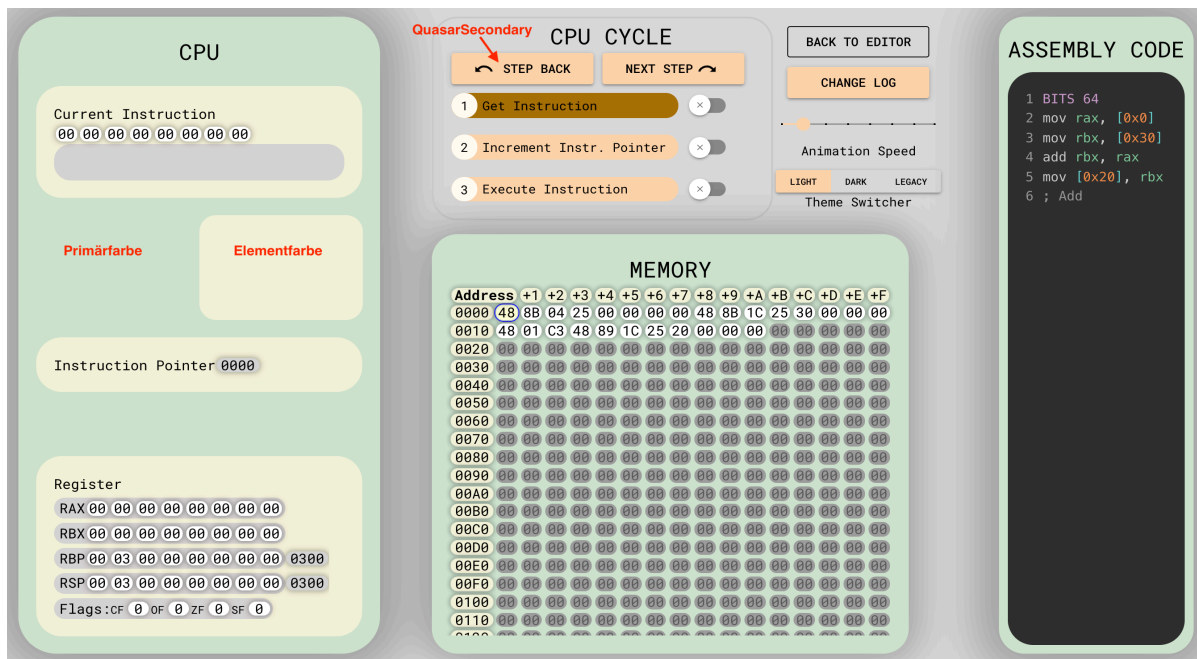 CPU
Current Instruction
00 00 00 00 00 00 00 00
Primärfarbe
Elementfarbe
Instruction Pointer 0000
Register
RAX 00 00 00 00 00 00 00 00
RBX 00 00 00 00 00 00 00 00
RBP 00 03 00 00 00 00 00 00 0300
RSP 00 03 00 00 00 00 00 00 0300
Flags: CF 0 OF 0 ZF 0 SF 0
QuasarSecondary
CPU CYCLE
STEP BACK
NEXT STEP
1 Get Instruction
2 Increment Instr. Pointer
3 Execute Instruction
BACK TO EDITOR
CHANGE LOG
Animation Speed
LIGHT DARK LEGACY
Theme Switcher
MEMORY
Address +1 +2 +3 +4 +5 +6 +7 +8 +9 +A +B +C +D +E +F
0000 48 8B 04 25 00 00 00 00 48 8B 1C 25 30 00 00 00
0010 48 01 C3 48 89 1C 25 20 00 00 00 00 00 00 00 00
0020 00 00 00 00 00 00 00 00 00 00 00 00 00 00 00 00
0030 00 00 00 00 00 00 00 00 00 00 00 00 00 00 00 00
0040 00 00 00 00 00 00 00 00 00 00 00 00 00 00 00 00
0050 00 00 00 00 00 00 00 00 00 00 00 00 00 00 00 00
0060 00 00 00 00 00 00 00 00 00 00 00 00 00 00 00 00
0070 00 00 00 00 00 00 00 00 00 00 00 00 00 00 00 00
0080 00 00 00 00 00 00 00 00 00 00 00 00 00 00 00 00
0090 00 00 00 00 00 00 00 00 00 00 00 00 00 00 00 00
00A0 00 00 00 00 00 00 00 00 00 00 00 00 00 00 00 00
00B0 00 00 00 00 00 00 00 00 00 00 00 00 00 00 00 00
00C0 00 00 00 00 00 00 00 00 00 00 00 00 00 00 00 00
00D0 00 00 00 00 00 00 00 00 00 00 00 00 00 00 00 00
00E0 00 00 00 00 00 00 00 00 00 00 00 00 00 00 00 00
00F0 00 00 00 00 00 00 00 00 00 00 00 00 00 00 00 00
0100 00 00 00 00 00 00 00 00 00 00 00 00 00 00 00 00
0110 00 00 00 00 00 00 00 00 00 00 00 00 00 00 00 00
ASSEMBLY CODE
1 BITS 64
2 mov rax, [0x0]
3 mov rbx, [0x30]
4 add rbx, rax
5 mov [0x20], rbx
6 ; Add